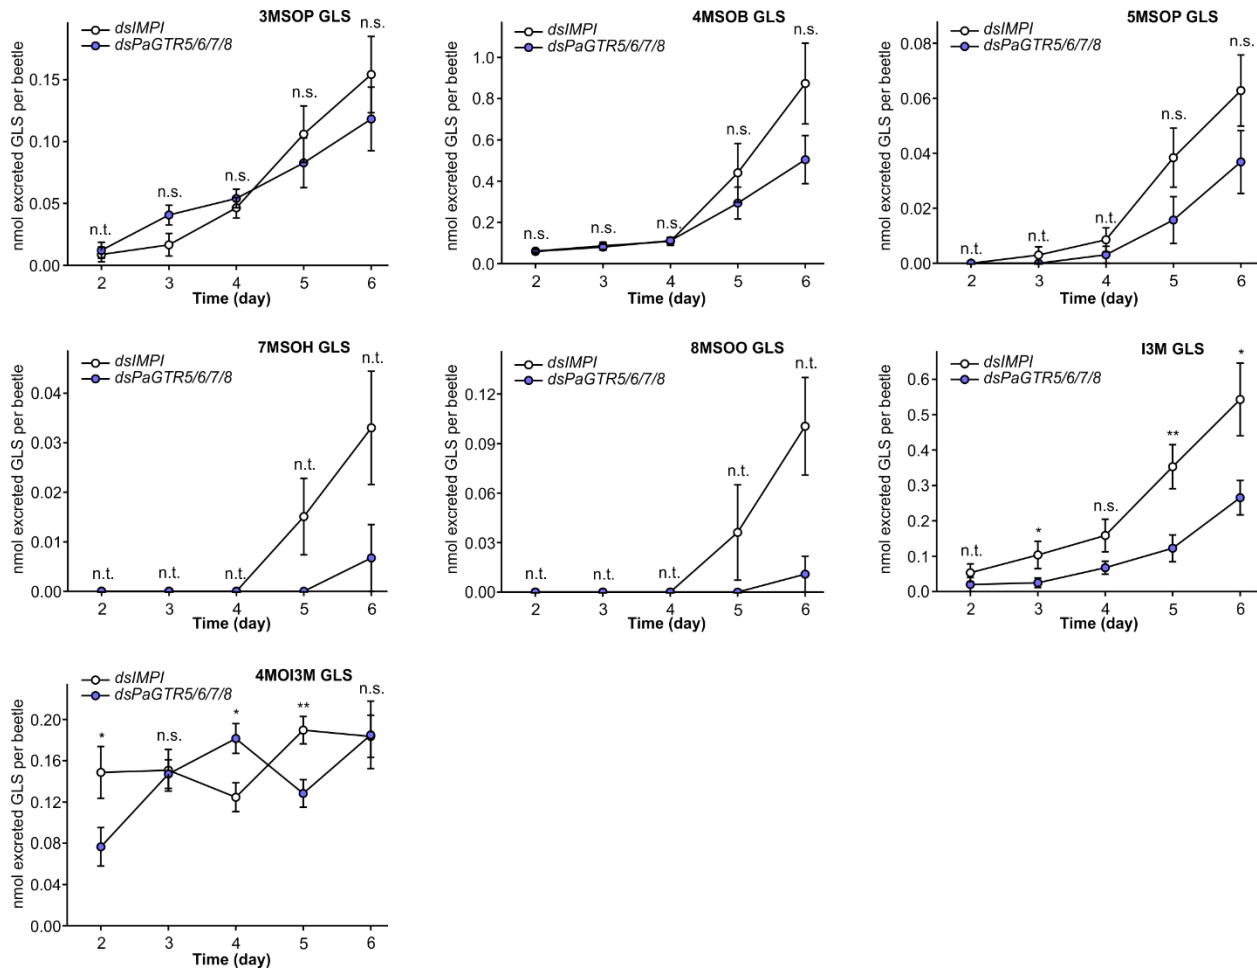 3MSOP GLS
dsIMPI
dsPaGTR5/6/7/8
nmol excreted GLS per beetle
0.15
0.10
0.05
0.00
n.t.
n.s.
n.s.
n.s.
n.s.
2 3 4 5 6
Time (day)
4MSOB GLS
dsIMPI
dsPaGTR5/6/7/8
nmol excreted GLS per beetle
1.0
0.8
0.6
0.4
0.2
0.0
n.s.
n.s.
n.s.
n.s.
n.s.
2 3 4 5 6
Time (day)
5MSOP GLS
dsIMPI
dsPaGTR5/6/7/8
nmol excreted GLS per beetle
0.08
0.06
0.04
0.02
0.00
n.t.
n.t.
n.t.
n.s.
n.s.
2 3 4 5 6
Time (day)
7MSOH GLS
dsIMPI
dsPaGTR5/6/7/8
nmol excreted GLS per beetle
0.04
0.03
0.02
0.01
0.00
n.t.
n.t.
n.t.
n.t.
n.t.
2 3 4 5 6
Time (day)
8MSOO GLS
dsIMPI
dsPaGTR5/6/7/8
nmol excreted GLS per beetle
0.12
0.09
0.06
0.03
0.00
n.t.
n.t.
n.t.
n.t.
n.t.
2 3 4 5 6
Time (day)
I3M GLS
dsIMPI
dsPaGTR5/6/7/8
nmol excreted GLS per beetle
0.6
0.5
0.4
0.3
0.2
0.1
0.0
n.t.
*
n.s.
**
*
2 3 4 5 6
Time (day)
4MOI3M GLS
dsIMPI
dsPaGTR5/6/7/8
nmol excreted GLS per beetle
0.20
0.16
0.12
0.08
0.04
0.00
*
n.s.
*
**
n.s.
2 3 4 5 6
Time (day)